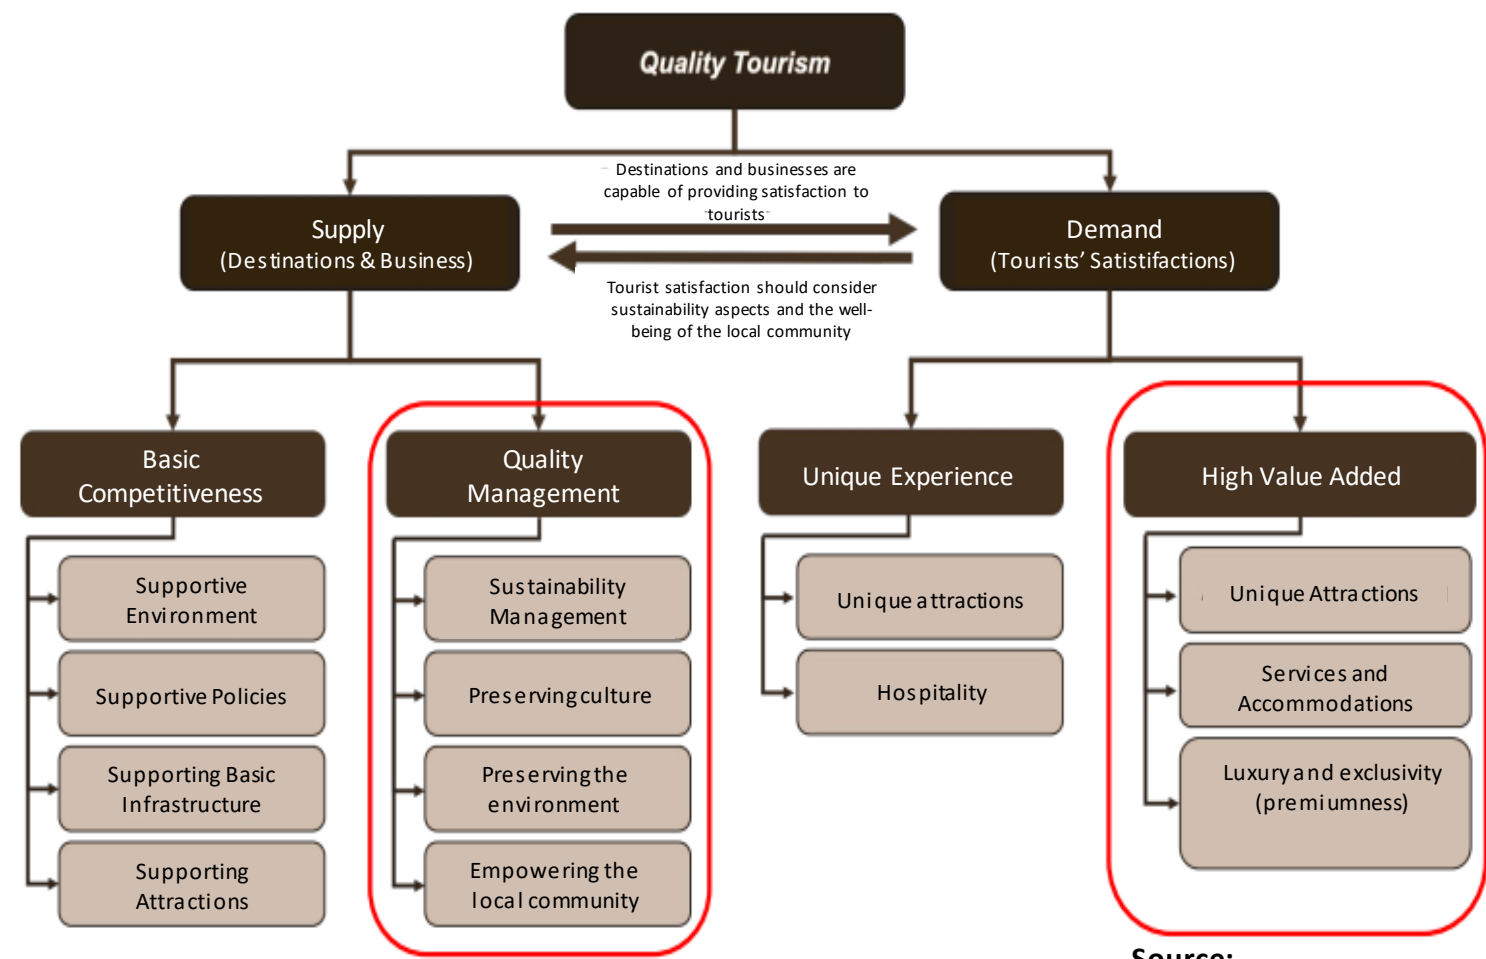 Quality Tourism
Destinations and businesses are
capable of providing satisfaction to
tourists
Supply
(Destinations & Business)
Demand
(Tourists’ Satistifactions)
Tourist satisfaction should consider
sustainability aspects and the well-
being of the local community
Basic
Competitiveness
Supportive
Environment
Supportive Policies
Supporting Basic
Infrastructure
Supporting
Attractions
Quality
Management
Sustainability
Management
Preserving culture
Preserving the
environment
Empowering the
local community
Unique Experience
Unique attractions
Hospitality
High Value Added
Unique Attractions
Services and
Accommodations
Luxury and exclusivity
(premiumness)
Source: